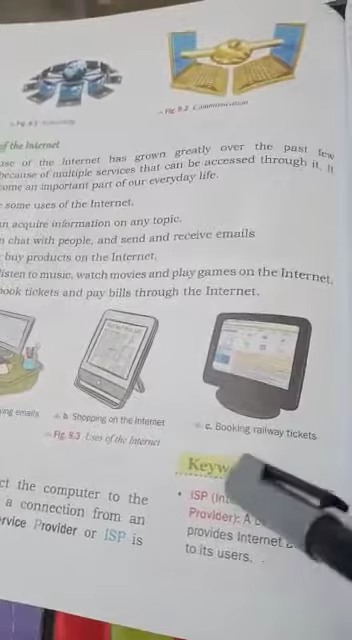 Fig. 8.2 Communication
of the Internet
use of the Internet has grown greatly over the past few
because of multiple services that can be accessed through it. It
come an important part of our everyday life.
some uses of the Internet.
an acquire information on any topic.
n chat with people, and send and receive emails
buy products on the Internet.
listen to music, watch movies and play games on the Internet.
book tickets and pay bills through the Internet.
ing emails
b. Shopping on the Internet
c. Booking railway tickets
Fig. 8.3 Uses of the Internet
ct the computer to the
a connection from an
ervice Provider or ISP is
Keyw
• ISP (Int
Provider): A
provides Internet
to its users.